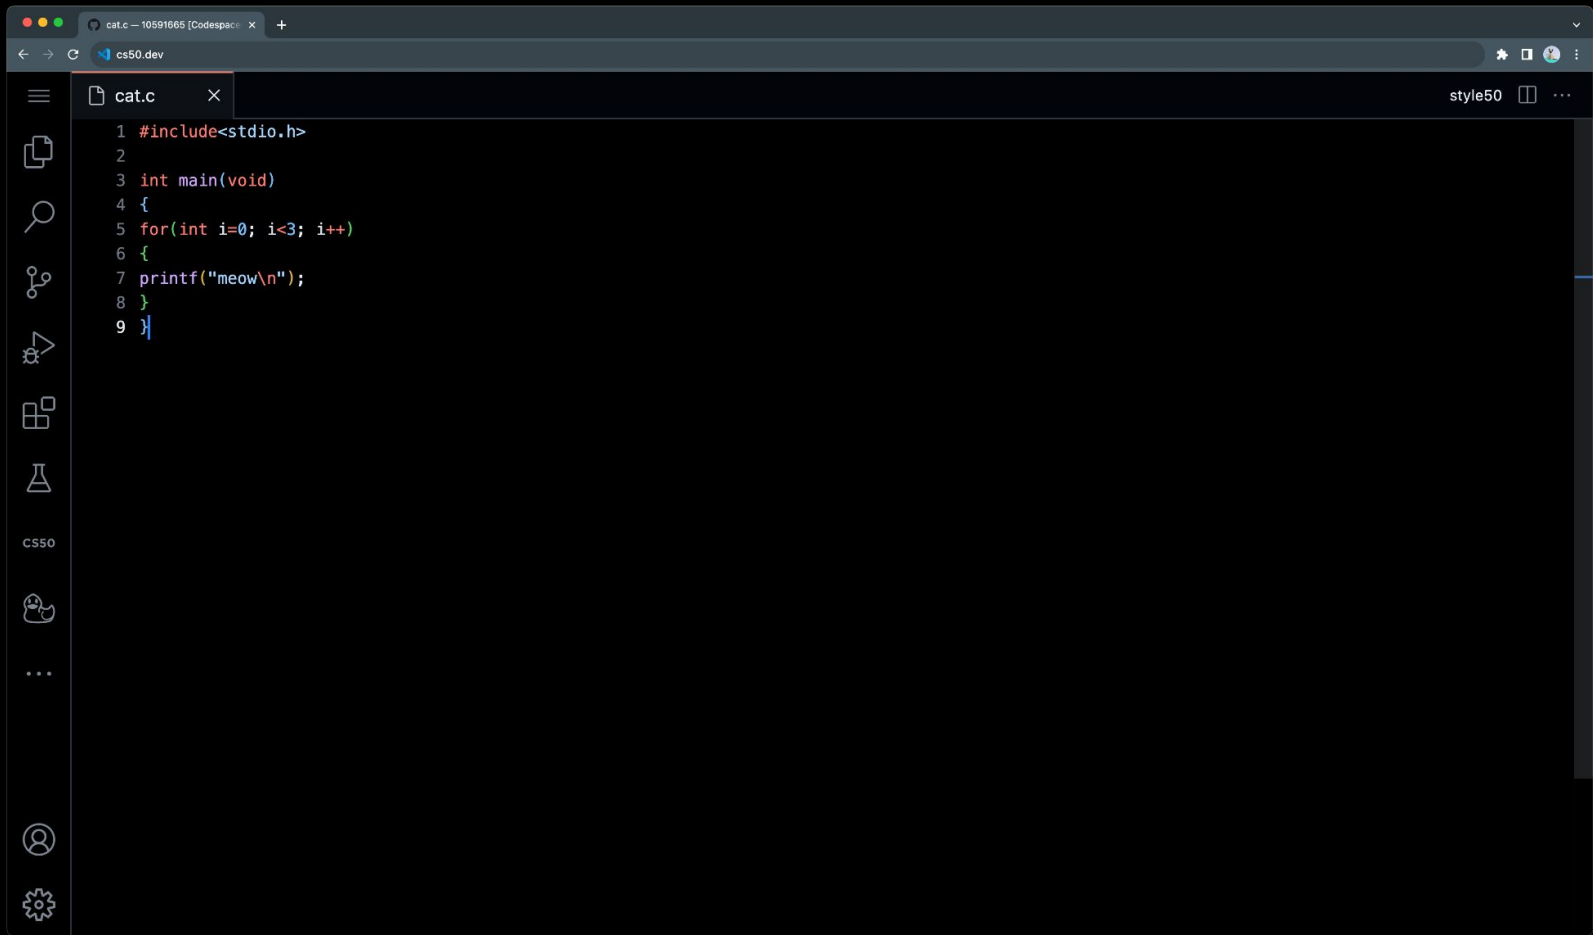 cat.c — 10591665 [Codespace
cs50.dev
cat.c
style50
1 #include<stdio.h>
2
3 int main(void)
4 {
5 for(int i=0; i<3; i++)
6 {
7 printf("meow\n");
8 }
9 }
CS50